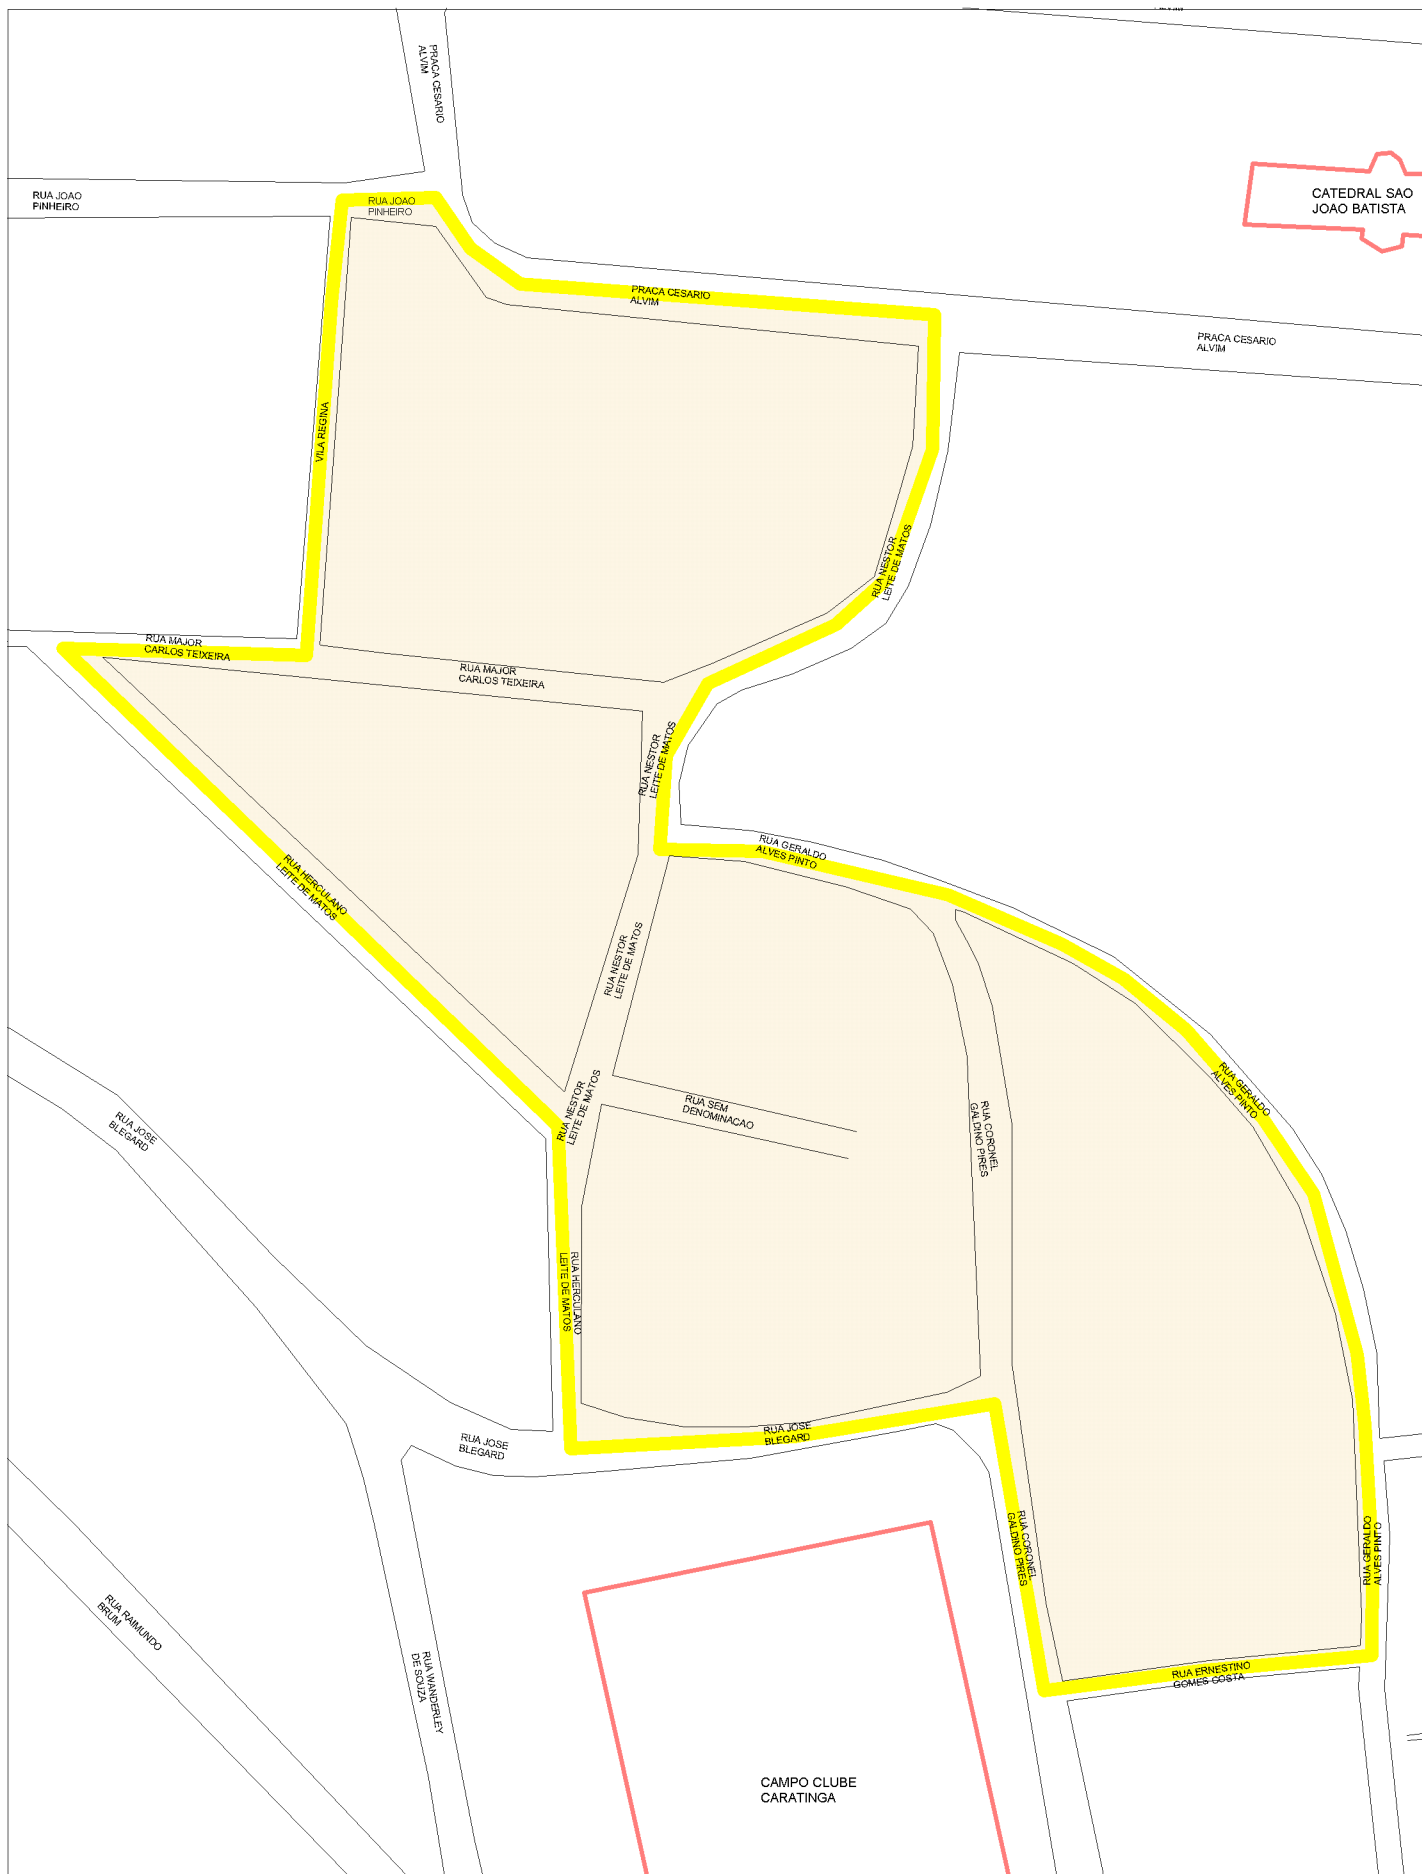 PRACA CESARIO
ALVIM
RUA JOAO
PINHEIRO
RUA JOAO
PINHEIRO
CATEDRAL SAO
JOAO BATISTA
PRACA CESARIO
ALVIM
PRACA CESARIO
ALVIM
VILA REGINA
RUA NESTOR
LEITE DE MATOS
RUA MAJOR
CARLOS TEIXEIRA
RUA MAJOR
CARLOS TEIXEIRA
RUA NESTOR
LEITE DE MATOS
RUA GERALDO
ALVES PINTO
RUA HERCULANO
LEITE DE MATOS
RUA NESTOR
LEITE DE MATOS
RUA GERALDO
ALVES PINTO
RUA NESTOR
LEITE DE MATOS
RUA SEM
DENOMINACAO
RUA CORONEL
GALDINO PIRES
RUA JOSE
BLEGARD
RUA HERCULANO
LEITE DE MATOS
RUA JOSE
BLEGARD
RUA JOSE
BLEGARD
RUA CORONEL
GALDINO PIRES
RUA GERALDO
ALVES PINTO
RUA RAIMUNDO
BRUM
RUA WANDERLEY
DE SOUZA
RUA ERNESTINO
GOMES COSTA
CAMPO CLUBE
CARATINGA